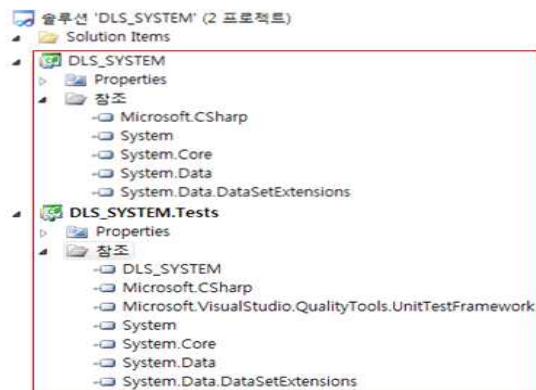 솔루션 'DLS_SYSTEM' (2 프로젝트)
Solution Items
DLS_SYSTEM
Properties
참조
Microsoft.CSharp
System
System.Core
System.Data
System.Data.DataSetExtensions
DLS_SYSTEM.Tests
Properties
참조
DLS_SYSTEM
Microsoft.CSharp
Microsoft.VisualStudio.QualityTools.UnitTestFramework
System
System.Core
System.Data
System.Data.DataSetExtensions